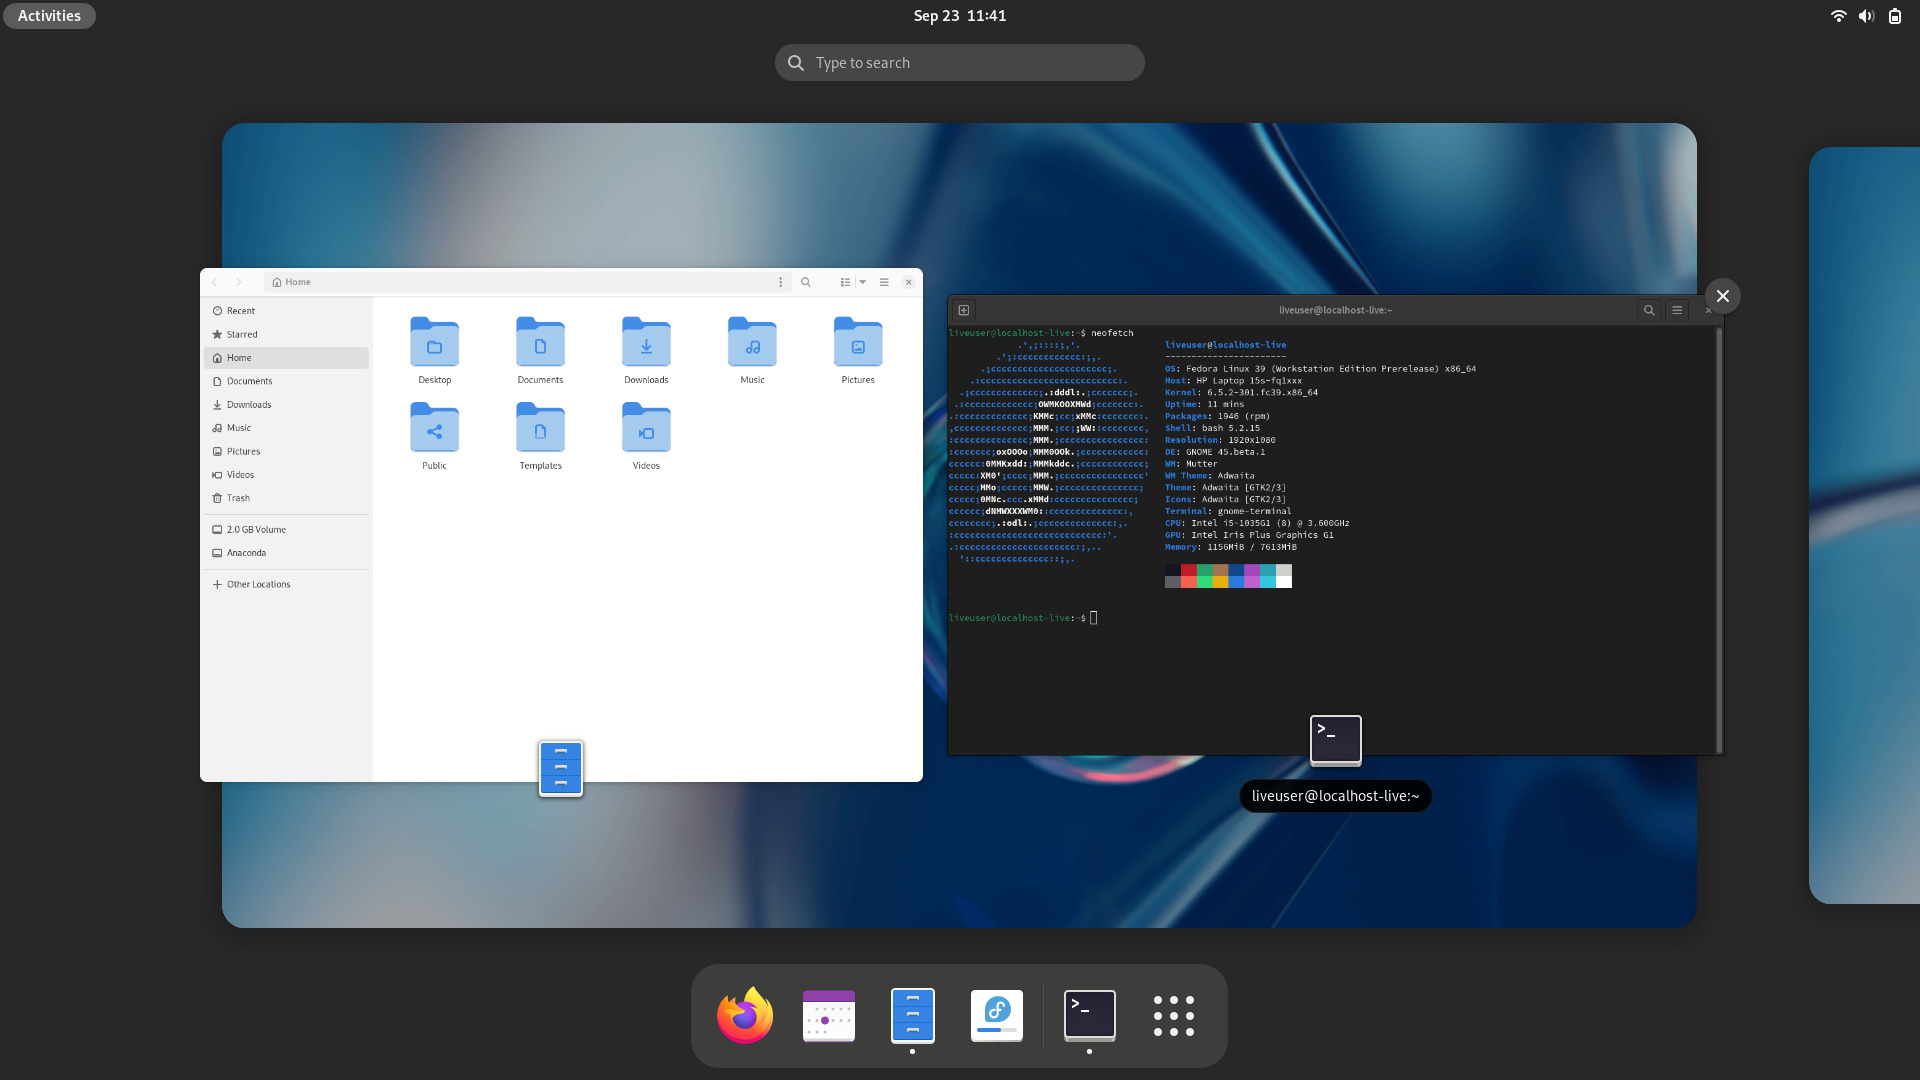 Activities
Sep 23 11:41
Type to search
Home
Recent
Starred
Home
Documents
Downloads
Music
Pictures
Videos
Trash
2.0 GB Volume
Anaconda
Other Locations
Desktop
Documents
Downloads
Music
Pictures
Public
Templates
Videos
liveuser@localhost-live:~
liveuser@localhost-live:~$ neofetch
liveuser@localhost-live
-----------------------
OS: Fedora Linux 39 (Workstation Edition Prerelease) x86_64
Host: HP Laptop 15s-fq1xxx
Kernel: 6.5.2-301.fc39.x86_64
Uptime: 11 mins
Packages: 1946 (rpm)
Shell: bash 5.2.15
Resolution: 1920x1080
DE: GNOME 45.beta.1
WM: Mutter
WM Theme: Adwaita
Theme: Adwaita [GTK2/3]
Icons: Adwaita [GTK2/3]
Terminal: gnome-terminal
CPU: Intel i5-1035G1 (8) @ 3.600GHz
GPU: Intel Iris Plus Graphics G1
Memory: 1156MiB / 7613MiB
liveuser@localhost-live:~$
liveuser@localhost-live:~